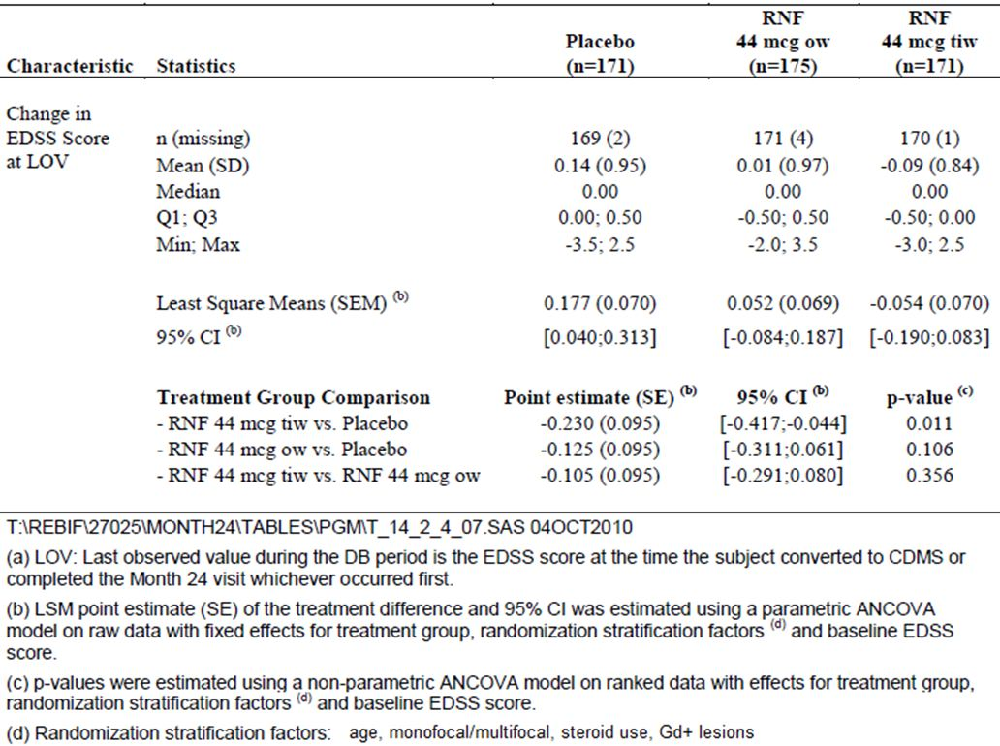 RNF RNF
Placebo 44 mcg ow 44 mcg tiw
Characteristic Statistics (n=171) (n=175) (n=171)
Change in
EDSS Score n (missing) 169 (2) 171 (4) 170 (1)
at LOV Mean (SD) 0.14 (0.95) 0.01 (0.97) -0.09 (0.84)
Median 0.00 0.00 0.00
Q1; Q3 0.00; 0.50 -0.50; 0.50 -0.50; 0.00
Min; Max -3.5; 2.5 -2.0; 3.5 -3.0; 2.5
Least Square Means (SEM) (b) 0.177 (0.070) 0.052 (0.069) -0.054 (0.070)
95% CI (b) [0.040;0.313] [-0.084;0.187] [-0.190;0.083]
Treatment Group Comparison Point estimate (SE) (b) 95% CI (b) p-value (c)
- RNF 44 mcg tiw vs. Placebo -0.230 (0.095) [-0.417;-0.044] 0.011
- RNF 44 mcg ow vs. Placebo -0.125 (0.095) [-0.311;0.061] 0.106
- RNF 44 mcg tiw vs. RNF 44 mcg ow -0.105 (0.095) [-0.291;0.080] 0.356
T:\REBIF\27025\MONTH24\TABLES\PGM\T_14_2_4_07.SAS 04OCT2010
(a) LOV: Last observed value during the DB period is the EDSS score at the time the subject converted to CDMS or
completed the Month 24 visit whichever occurred first.
(b) LSM point estimate (SE) of the treatment difference and 95% CI was estimated using a parametric ANCOVA
model on raw data with fixed effects for treatment group, randomization stratification factors (d) and baseline EDSS
score.
(c) p-values were estimated using a non-parametric ANCOVA model on ranked data with effects for treatment group,
randomization stratification factors (d) and baseline EDSS score.
(d) Randomization stratification factors: age, monofocal/multifocal, steroid use, Gd+ lesions